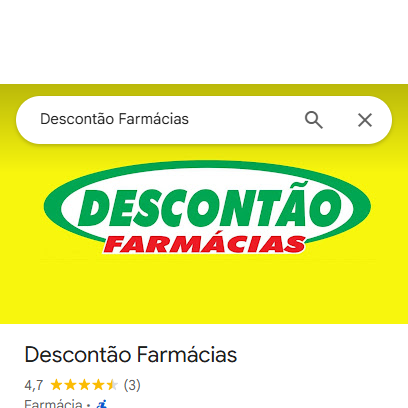 Descontão Farmácias
DESCONTÃO
FARMÁCIAS
Descontão Farmácias
4,7 (3)
Farmácia ·